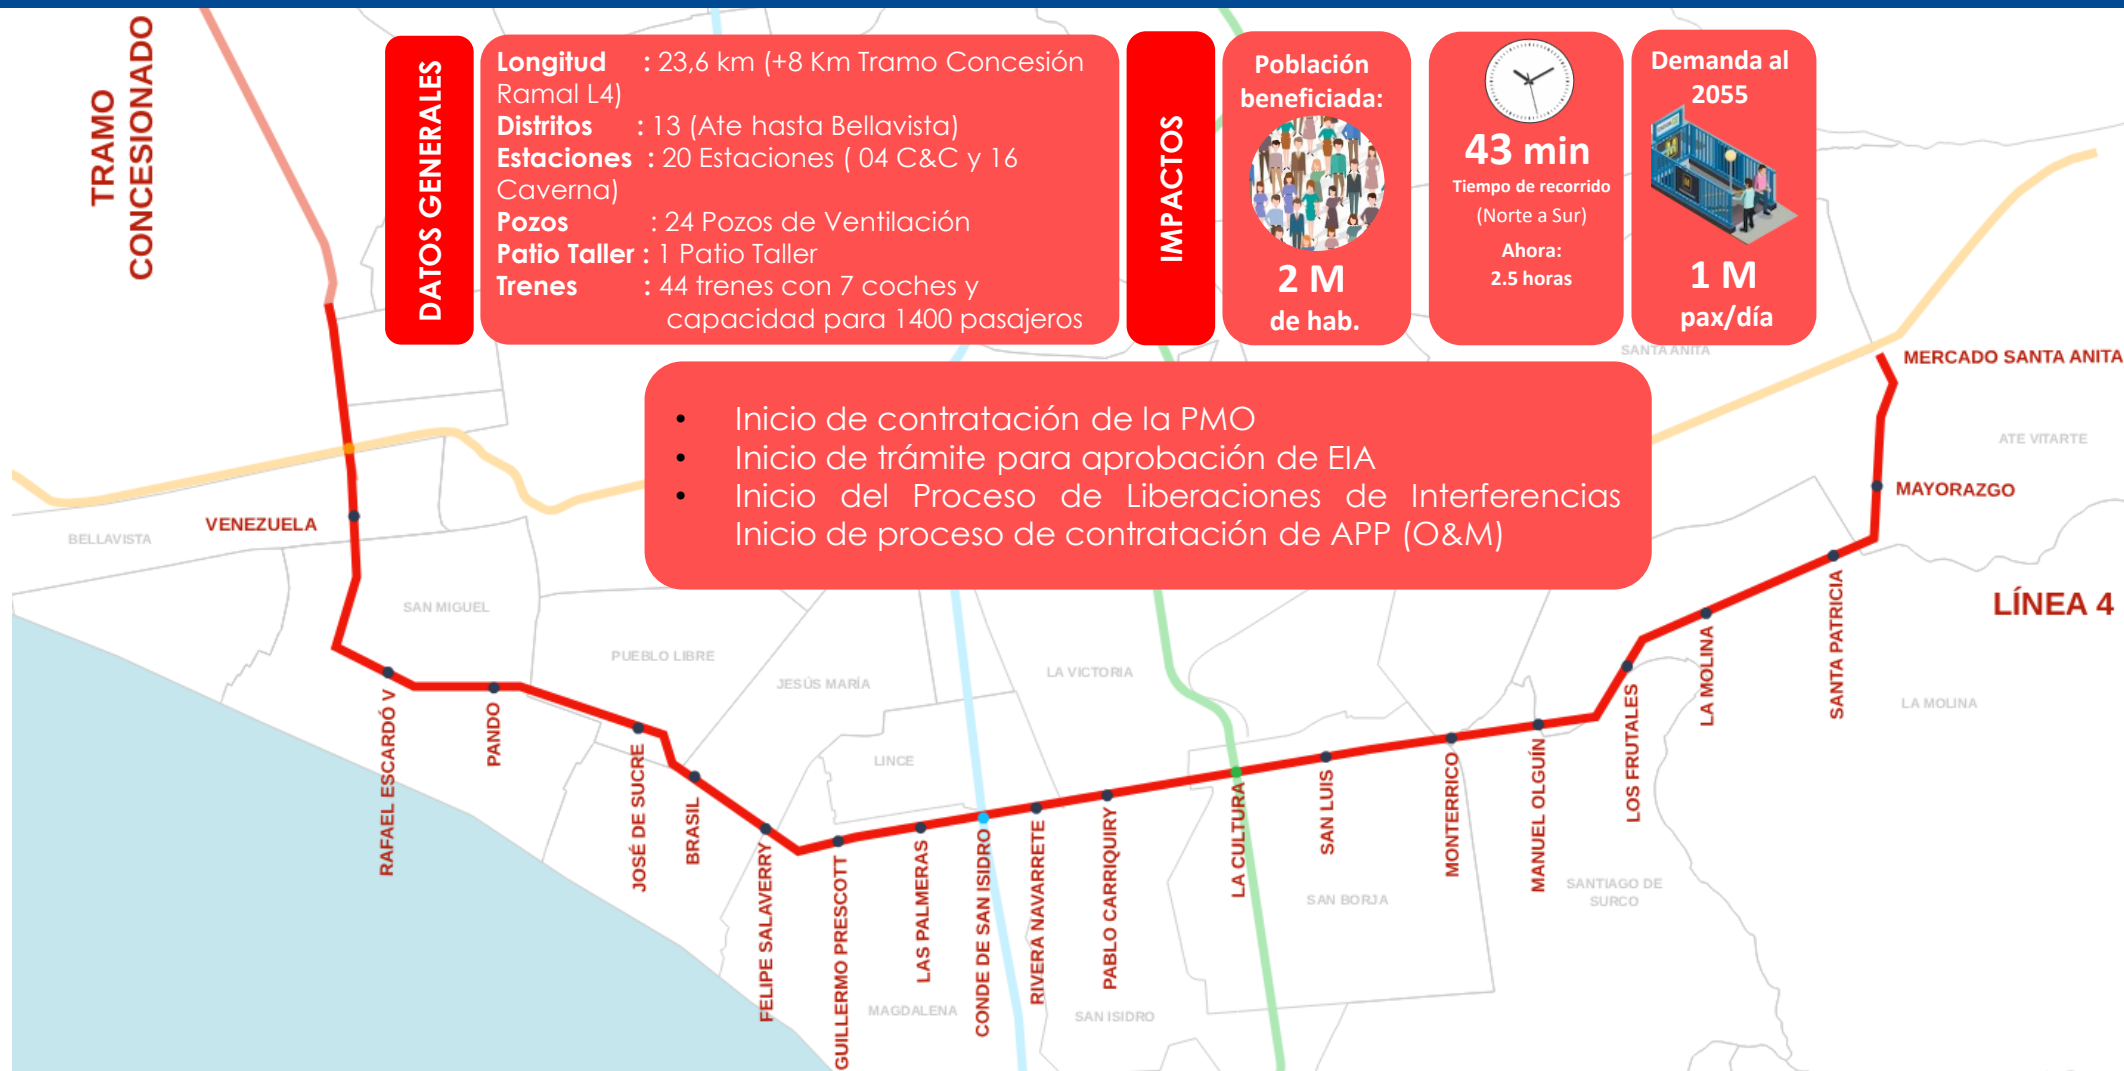 TRAMO
CONCESIONADO
DATOS GENERALES
Longitud : 23,6 km (+8 Km Tramo Concesión
Ramal L4)
Distritos : 13 (Ate hasta Bellavista)
Estaciones : 20 Estaciones ( 04 C&C y 16
Caverna)
Pozos : 24 Pozos de Ventilación
Patio Taller : 1 Patio Taller
Trenes : 44 trenes con 7 coches y
capacidad para 1400 pasajeros
IMPACTOS
Población
beneficiada:
2 M
de hab.
43 min
Tiempo de recorrido
(Norte a Sur)
Ahora:
2.5 horas
Demanda al
2055
1 M
pax/día
• Inicio de contratación de la PMO
• Inicio de trámite para aprobación de EIA
• Inicio del Proceso de Liberaciones de Interferencias
Inicio de proceso de contratación de APP (O&M)
SANTA ANITA
MERCADO SANTA ANITA
ATE VITARTE
MAYORAZGO
VENEZUELA
BELLAVISTA
SAN MIGUEL
LÍNEA 4
PUEBLO LIBRE
JESÚS MARÍA
LA VICTORIA
LA MOLINA
LINCE
SAN BORJA
SANTIAGO DE
SURCO
MAGDALENA
SAN ISIDRO
RAFAEL ESCARDÓ V
PANDO
JOSÉ DE SUCRE
BRASIL
FELIPE SALAVERRY
GUILLERMO PRESCOTT
LAS PALMERAS
CONDE DE SAN ISIDRO
RIVERA NAVARRETE
PABLO CARRIQUIRY
LA CULTURA
SAN LUIS
MONTERRICO
MANUEL OLGUÍN
LOS FRUTALES
LA MOLINA
SANTA PATRICIA